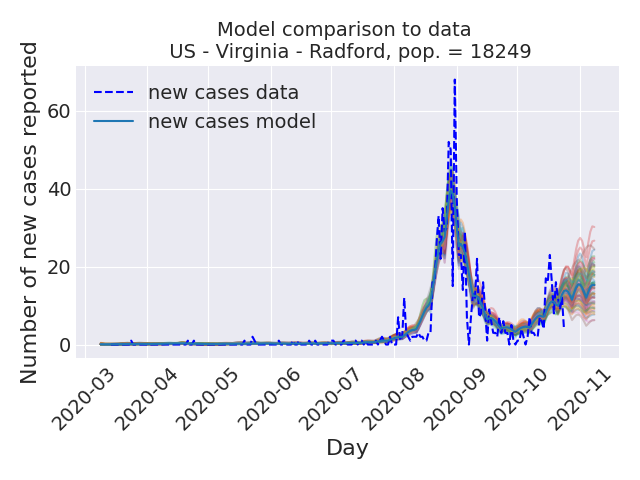 Model comparison to data
US - Virginia - Radford, pop. = 18249
Number of new cases reported
new cases data
new cases model
60
40
20
0
2020-03
2020-04
2020-05
2020-06
2020-07
2020-08
2020-09
2020-10
2020-11
Day